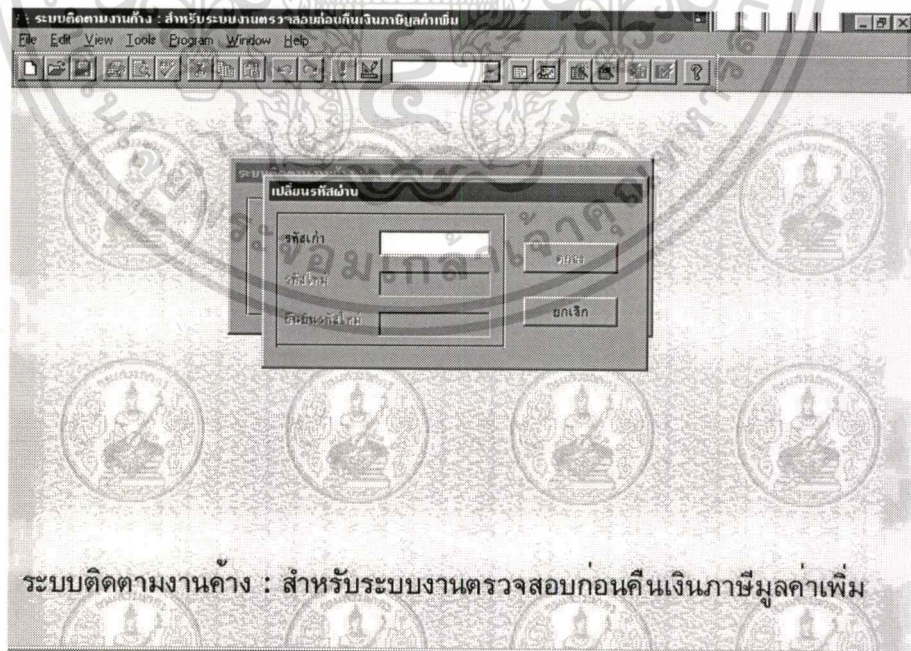 ระบบติดตามงานค้าง : สำหรับระบบงานตรวจสอบก่อนคืนเงินภาษีมูลค่าเพิ่ม
File Edit View Tools Program Window Help
เปลี่ยนรหัสผ่าน
รหัสเก่า
รหัสใหม่
ยืนยันรหัสใหม่
ตกลง
ยกเลิก
ระบบติดตามงานค้าง : สำหรับระบบงานตรวจสอบก่อนคืนเงินภาษีมูลค่าเพิ่ม